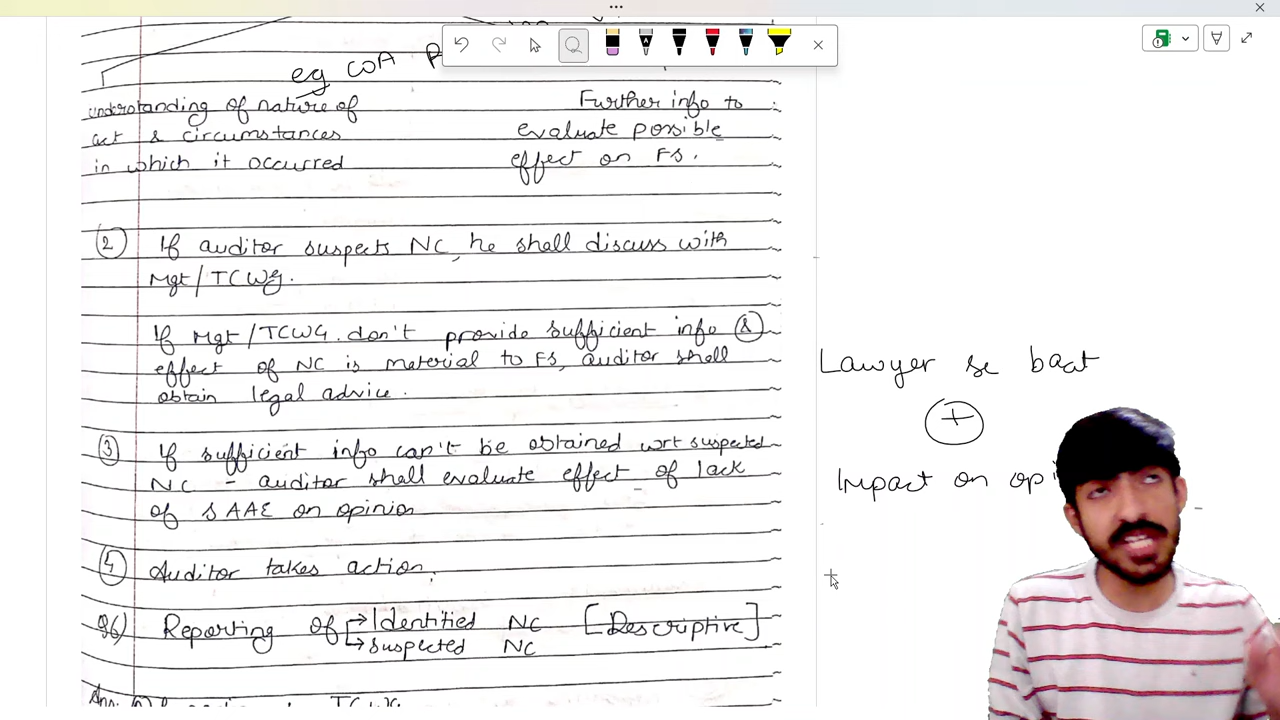 eg COA P
understanding of nature of
act & circumstances
in which it occurred
Further info to
evaluate possible
effect on FS.
② If auditor suspects NC, he shall discuss with
Mgt/TCWG.
If Mgt/TCWG don't provide sufficient info &
effect of NC is material to FS, auditor shall
obtain legal advice.
③ If sufficient info can't be obtained wrt suspected
NC - auditor shall evaluate effect of lack
of SAAE on opinion
④ Auditor takes action.
Q6) Reporting of → Identified NC [Descriptive]
→ suspected NC
Lawyer se baat
+
Impact on opi
Ans.
TCWG